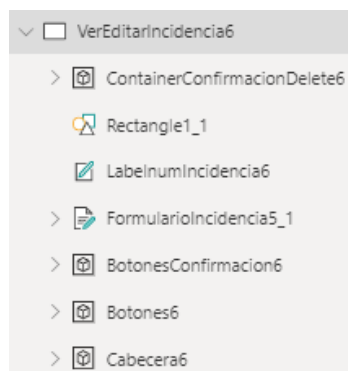 VerEditarIncidencia6
ContainerConfirmacionDelete6
Rectangle1_1
LabelnumIncidencia6
FormularioIncidencia5_1
BotonesConfirmacion6
Botones6
Cabecera6